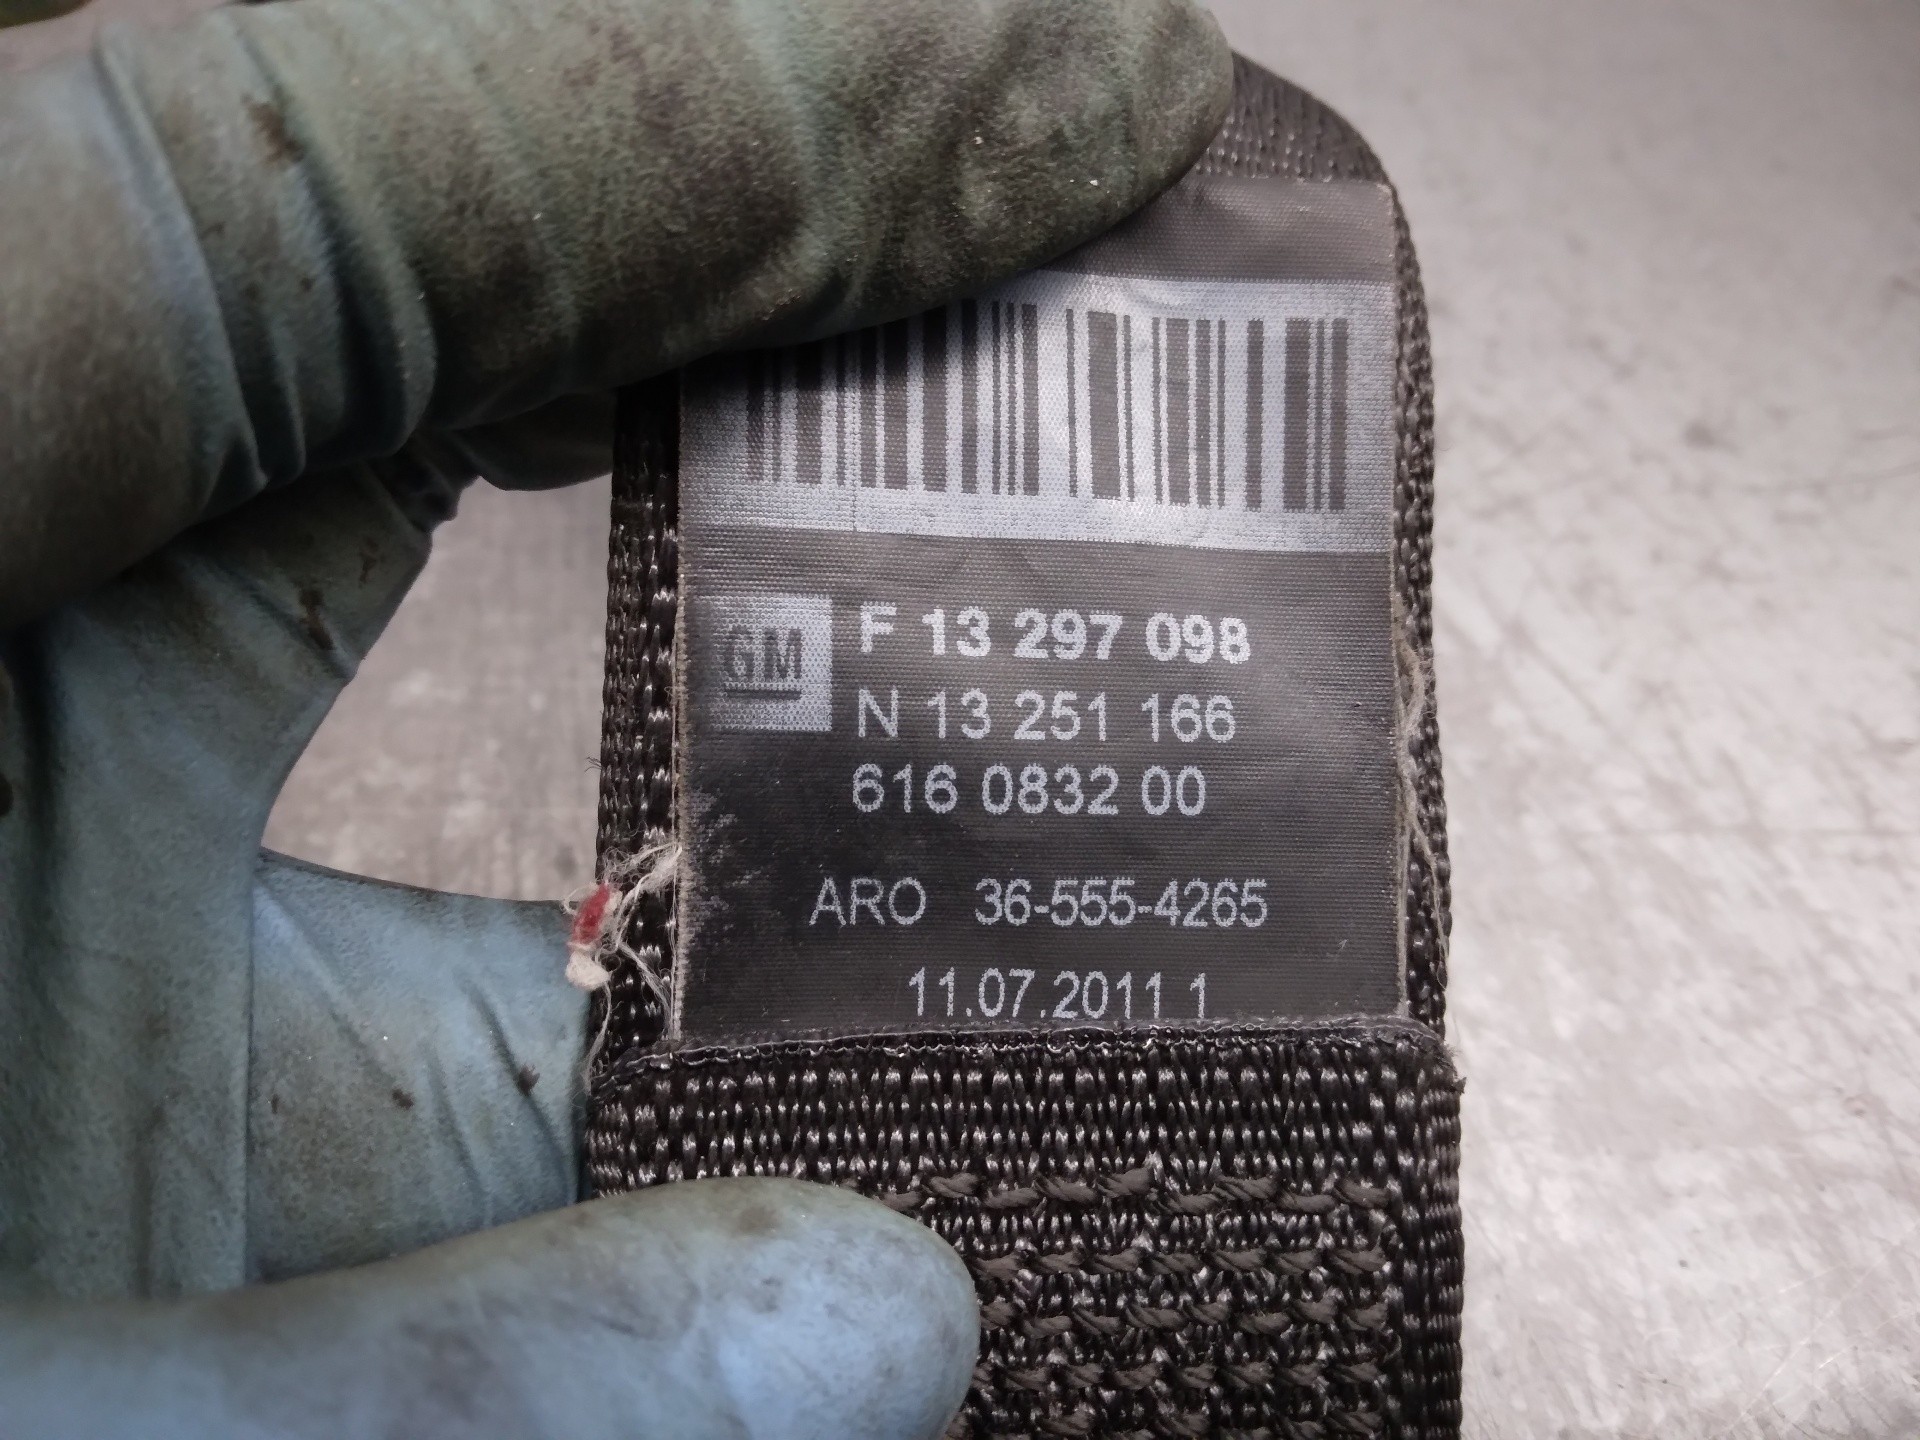 GM
F 13 297 098
N 13 251 166
616 0832 00
ARO 36-555-4265
11.07.2011 1